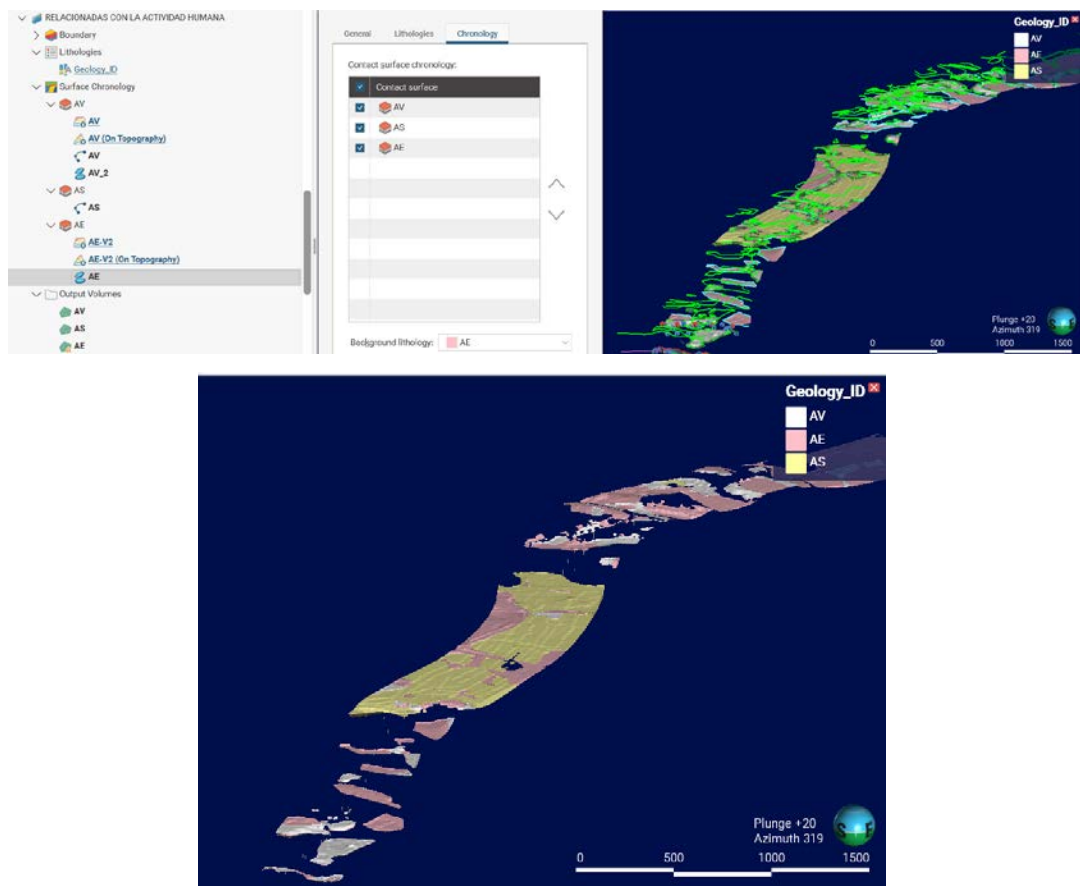 RELACIONADAS CON LA ACTIVIDAD HUMANA
Boundary
Lithologies
Geology_ID
Surface Chronology
AV
AV
AV (On Topography)
AV
AV_2
AS
AS
AE
AE-V2
AE-V2 (On Topography)
AE
Output Volumes
AV
AS
AE
General Lithologies Chronology
Contact surface chronology:
Contact surface
AV
AS
AE
Background lithology: AE
Geology_ID
AV
AE
AS
Plunge +20
Azimuth 319
0 500 1000 1500
Geology_ID
AV
AE
AS
Plunge +20
Azimuth 319
S E
0 500 1000 1500